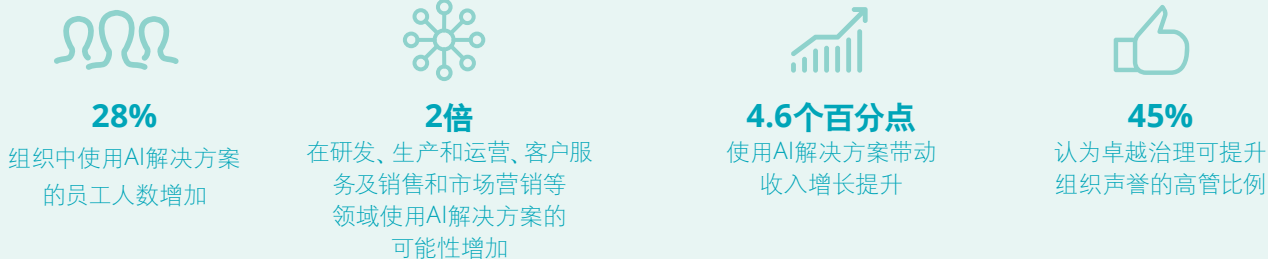 28%
组织中使用AI解决方案
的员工人数增加
2倍
在研发、生产和运营、客户服
务及销售和市场营销等
领域使用AI解决方案的
可能性增加
4.6个百分点
使用AI解决方案带动
收入增长提升
45%
认为卓越治理可提升
组织声誉的高管比例